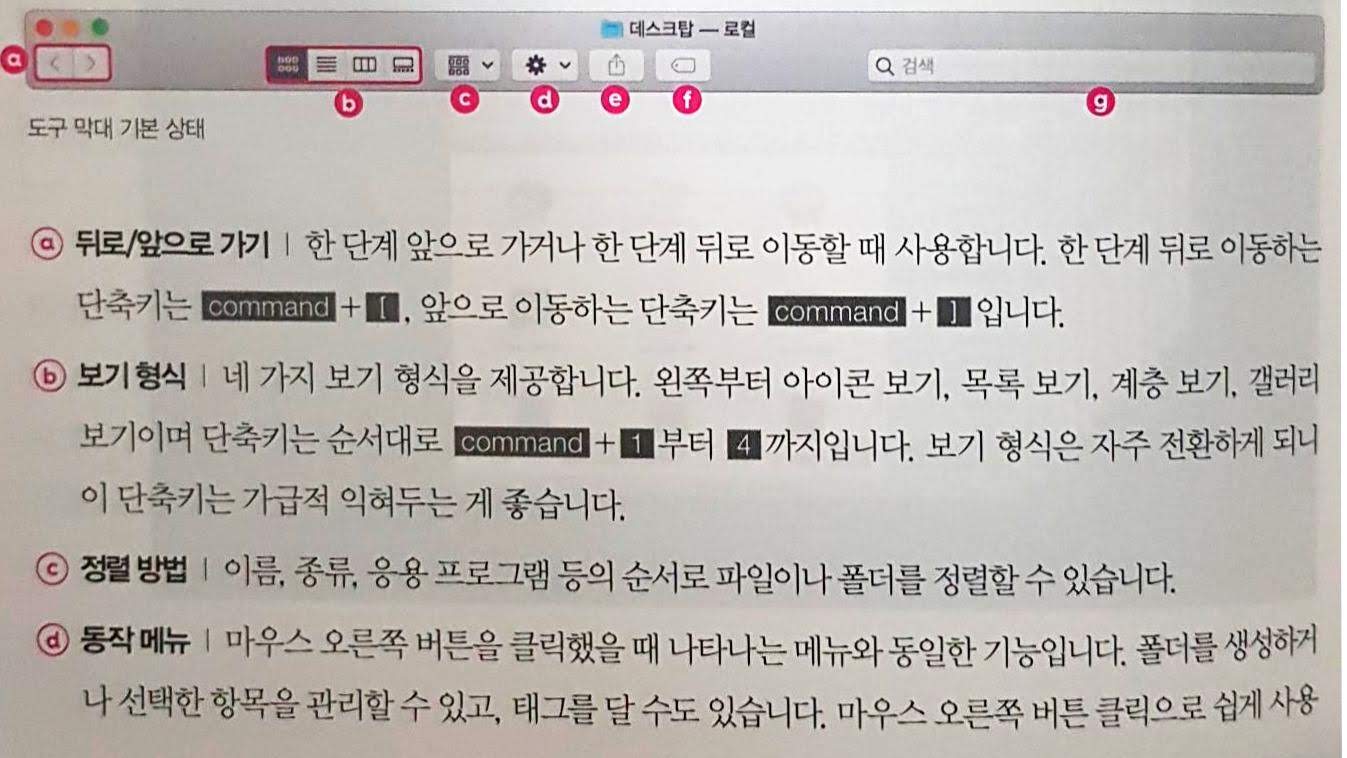 데스크탑 — 로컬
검색
a
b
c
d
e
f
g
도구 막대 기본 상태
ⓐ 뒤로/앞으로 가기 | 한 단계 앞으로 가거나 한 단계 뒤로 이동할 때 사용합니다. 한 단계 뒤로 이동하는
단축키는 command + [ , 앞으로 이동하는 단축키는 command + ] 입니다.
ⓑ 보기 형식 | 네 가지 보기 형식을 제공합니다. 왼쪽부터 아이콘 보기, 목록 보기, 계층 보기, 갤러리
보기이며 단축키는 순서대로 command + 1 부터 4 까지입니다. 보기 형식은 자주 전환하게 되니
이 단축키는 가급적 익혀두는 게 좋습니다.
ⓒ 정렬 방법 | 이름, 종류, 응용 프로그램 등의 순서로 파일이나 폴더를 정렬할 수 있습니다.
ⓓ 동작 메뉴 | 마우스 오른쪽 버튼을 클릭했을 때 나타나는 메뉴와 동일한 기능입니다. 폴더를 생성하거
나 선택한 항목을 관리할 수 있고, 태그를 달 수도 있습니다. 마우스 오른쪽 버튼 클릭으로 쉽게 사용